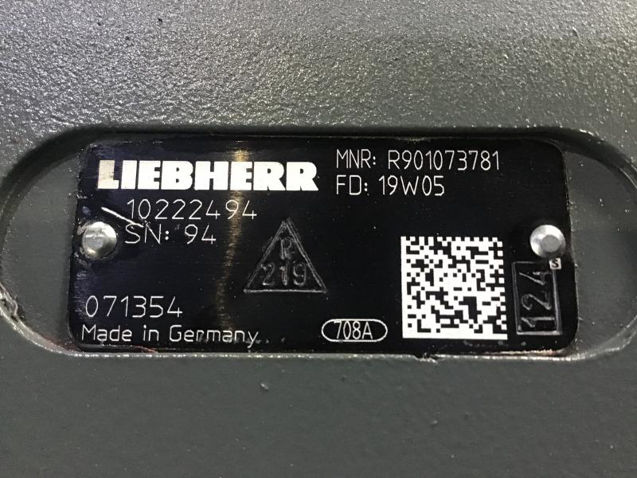 LIEBHERR
MNR: R901073781
FD: 19W05
10222494
SN: 94
R
219
071354
Made in Germany
708A
124
S